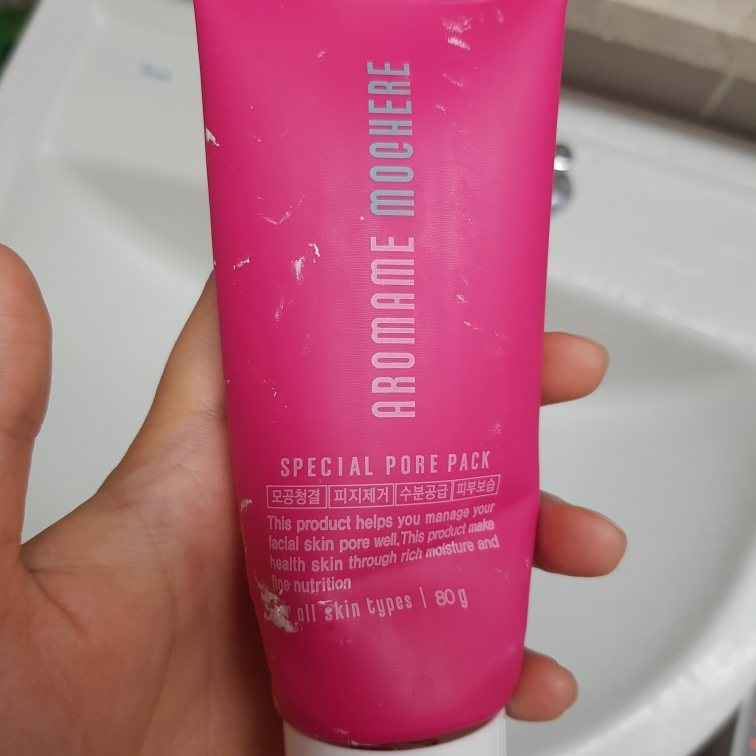 AROMAME MOCHERE
SPECIAL PORE PACK
모공청결 피지제거 수분공급 피부보습
This product helps you manage your
facial skin pore well.This product make
health skin through rich moisture and
fine nutrition
all skin types | 80g